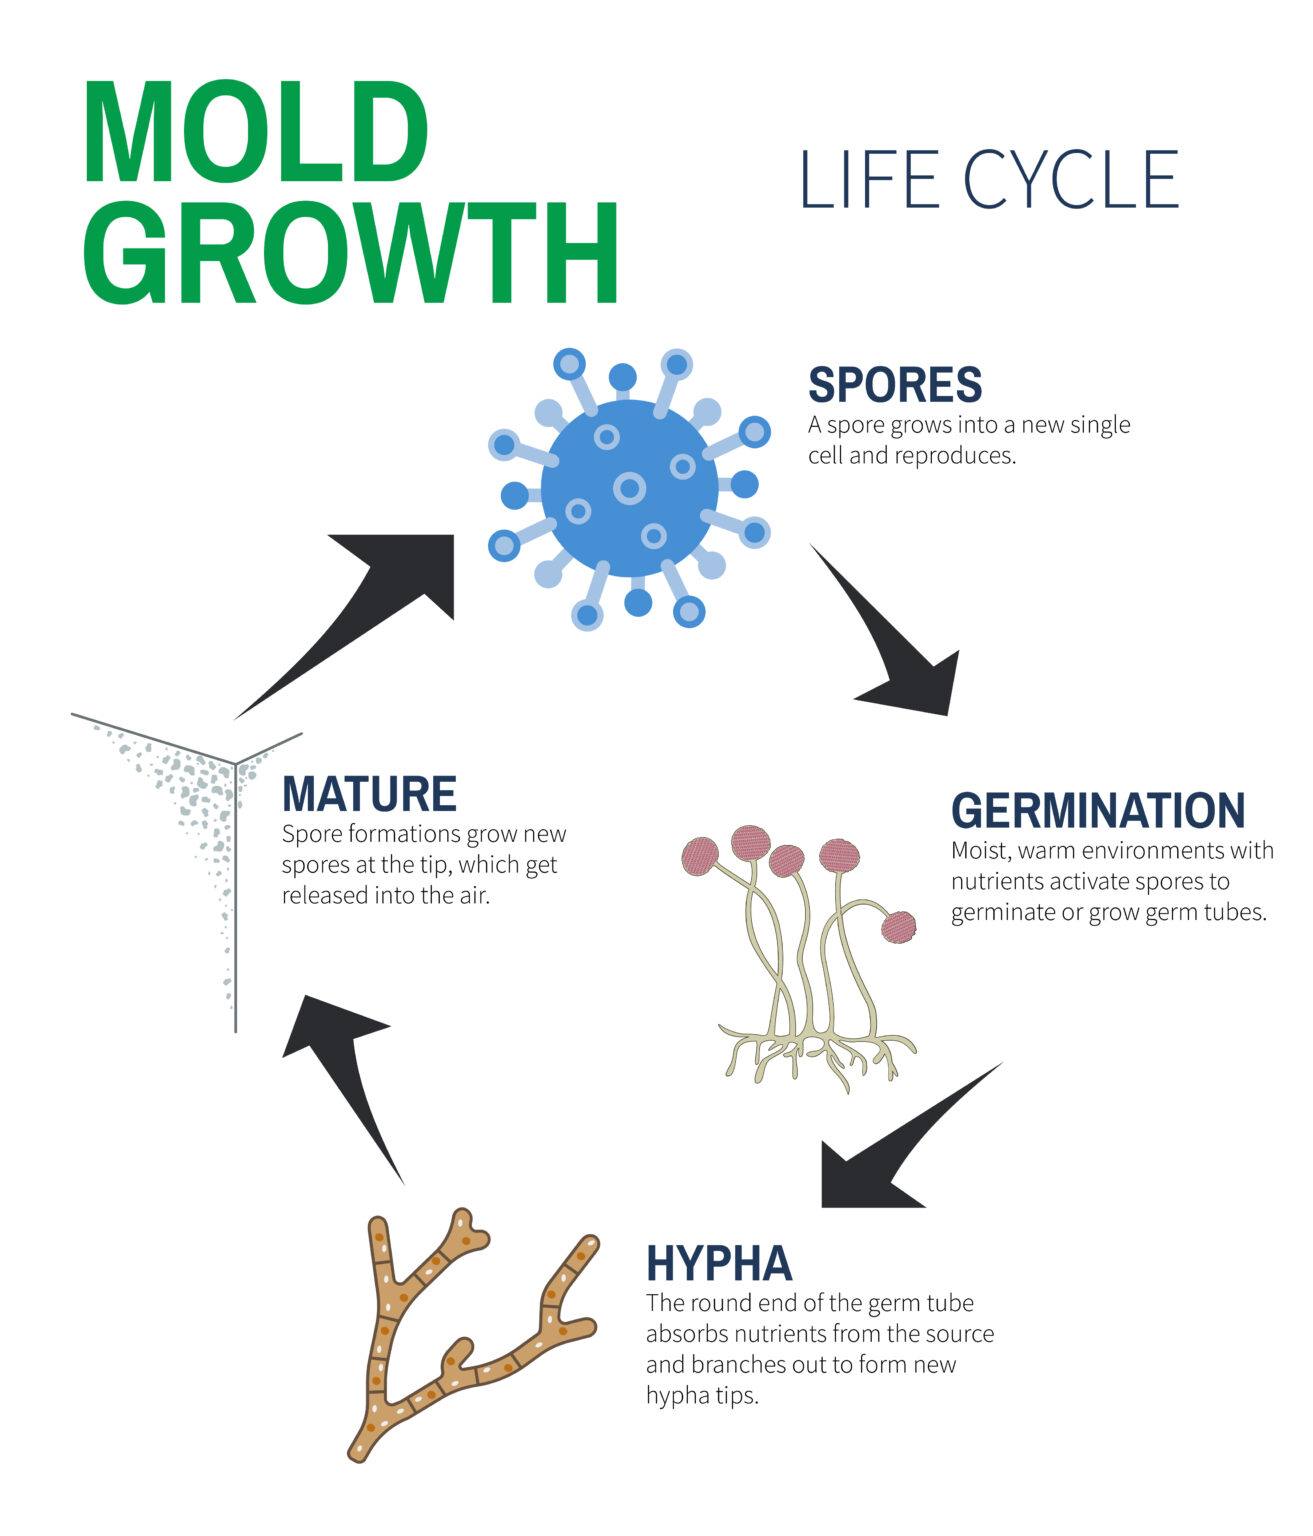 MOLD
GROWTH
LIFE CYCLE
SPORES
A spore grows into a new single
cell and reproduces.
GERMINATION
Moist, warm environments with
nutrients activate spores to
germinate or grow germ tubes.
HYPHA
The round end of the germ tube
absorbs nutrients from the source
and branches out to form new
hypha tips.
MATURE
Spore formations grow new
spores at the tip, which get
released into the air.